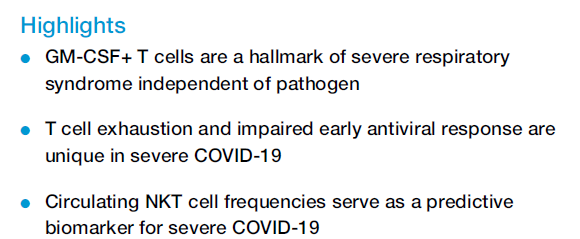 Highlights
GM-CSF+ T cells are a hallmark of severe respiratory
syndrome independent of pathogen
T cell exhaustion and impaired early antiviral response are
unique in severe COVID-19
Circulating NKT cell frequencies serve as a predictive
biomarker for severe COVID-19